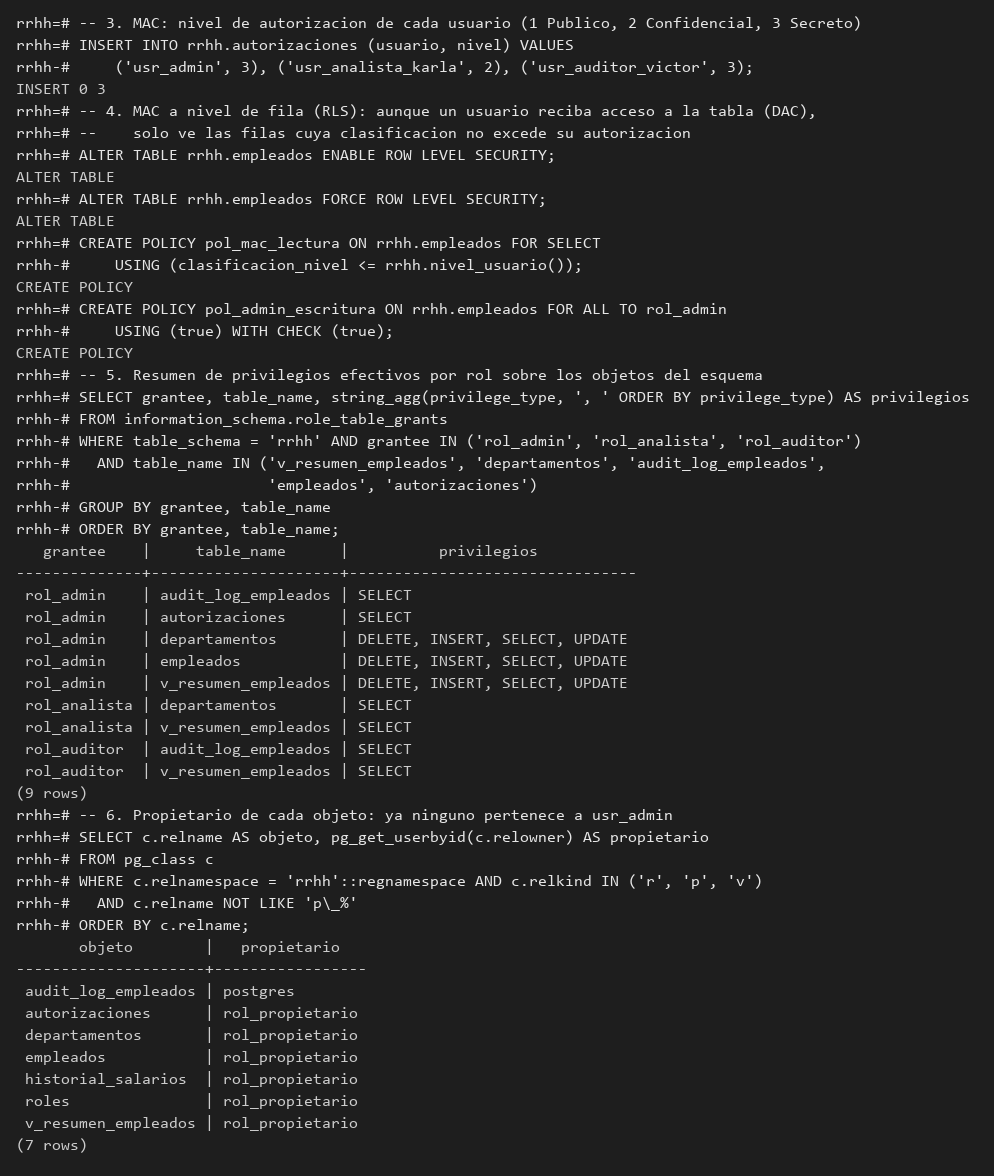 rrhh=# -- 3. MAC: nivel de autorizacion de cada usuario (1 Publico, 2 Confidencial, 3 Secreto)
rrhh=# INSERT INTO rrhh.autorizaciones (usuario, nivel) VALUES
rrhh-#     ('usr_admin', 3), ('usr_analista_karla', 2), ('usr_auditor_victor', 3);
INSERT 0 3
rrhh=# -- 4. MAC a nivel de fila (RLS): aunque un usuario reciba acceso a la tabla (DAC),
rrhh=# --    solo ve las filas cuya clasificacion no excede su autorizacion
rrhh=# ALTER TABLE rrhh.empleados ENABLE ROW LEVEL SECURITY;
ALTER TABLE
rrhh=# ALTER TABLE rrhh.empleados FORCE ROW LEVEL SECURITY;
ALTER TABLE
rrhh=# CREATE POLICY pol_mac_lectura ON rrhh.empleados FOR SELECT
rrhh-#     USING (clasificacion_nivel <= rrhh.nivel_usuario());
CREATE POLICY
rrhh=# CREATE POLICY pol_admin_escritura ON rrhh.empleados FOR ALL TO rol_admin
rrhh-#     USING (true) WITH CHECK (true);
CREATE POLICY
rrhh=# -- 5. Resumen de privilegios efectivos por rol sobre los objetos del esquema
rrhh=# SELECT grantee, table_name, string_agg(privilege_type, ', ' ORDER BY privilege_type) AS privilegios
rrhh-# FROM information_schema.role_table_grants
rrhh-# WHERE table_schema = 'rrhh' AND grantee IN ('rol_admin', 'rol_analista', 'rol_auditor')
rrhh-#   AND table_name IN ('v_resumen_empleados', 'departamentos', 'audit_log_empleados',
rrhh-#                      'empleados', 'autorizaciones')
rrhh-# GROUP BY grantee, table_name
rrhh-# ORDER BY grantee, table_name;
   grantee    |     table_name      |          privilegios
--------------+---------------------+--------------------------------
 rol_admin    | audit_log_empleados | SELECT
 rol_admin    | autorizaciones      | SELECT
 rol_admin    | departamentos       | DELETE, INSERT, SELECT, UPDATE
 rol_admin    | empleados           | DELETE, INSERT, SELECT, UPDATE
 rol_admin    | v_resumen_empleados | DELETE, INSERT, SELECT, UPDATE
 rol_analista | departamentos       | SELECT
 rol_analista | v_resumen_empleados | SELECT
 rol_auditor  | audit_log_empleados | SELECT
 rol_auditor  | v_resumen_empleados | SELECT
(9 rows)
rrhh=# -- 6. Propietario de cada objeto: ya ninguno pertenece a usr_admin
rrhh=# SELECT c.relname AS objeto, pg_get_userbyid(c.relowner) AS propietario
rrhh-# FROM pg_class c
rrhh-# WHERE c.relnamespace = 'rrhh'::regnamespace AND c.relkind IN ('r', 'p', 'v')
rrhh-#   AND c.relname NOT LIKE 'p\_%'
rrhh-# ORDER BY c.relname;
       objeto        |   propietario
---------------------+-----------------
 audit_log_empleados | postgres
 autorizaciones      | rol_propietario
 departamentos       | rol_propietario
 empleados           | rol_propietario
 historial_salarios  | rol_propietario
 roles               | rol_propietario
 v_resumen_empleados | rol_propietario
(7 rows)